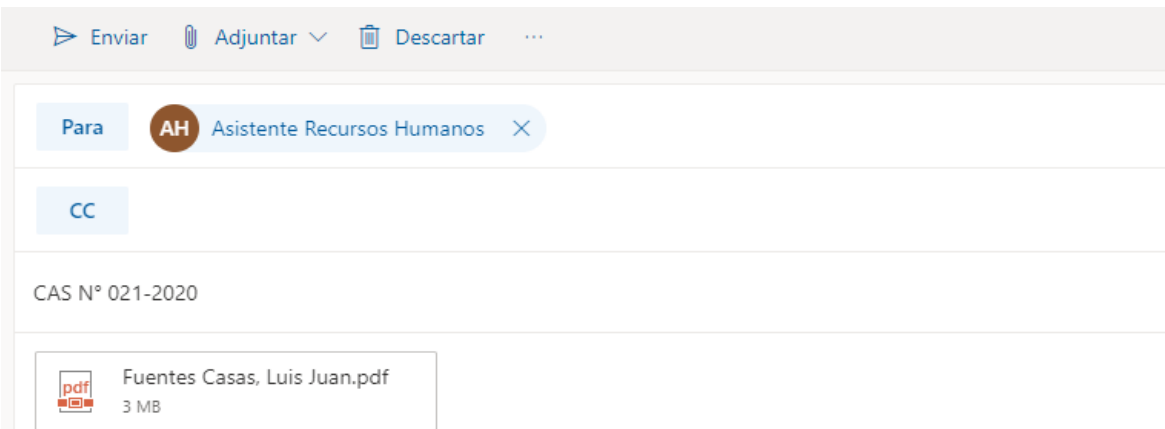 Enviar Adjuntar Descartar ...
Para AH Asistente Recursos Humanos
CC
CAS N° 021-2020
pdf Fuentes Casas, Luis Juan.pdf
3 MB